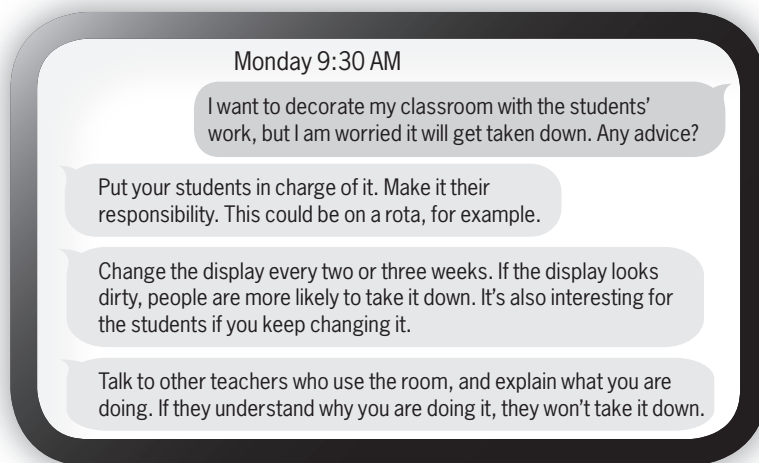 Monday 9:30 AM
I want to decorate my classroom with the students’
work, but I am worried it will get taken down. Any advice?
Put your students in charge of it. Make it their
responsibility. This could be on a rota, for example.
Change the display every two or three weeks. If the display looks
dirty, people are more likely to take it down. It’s also interesting for
the students if you keep changing it.
Talk to other teachers who use the room, and explain what you are
doing. If they understand why you are doing it, they won’t take it down.